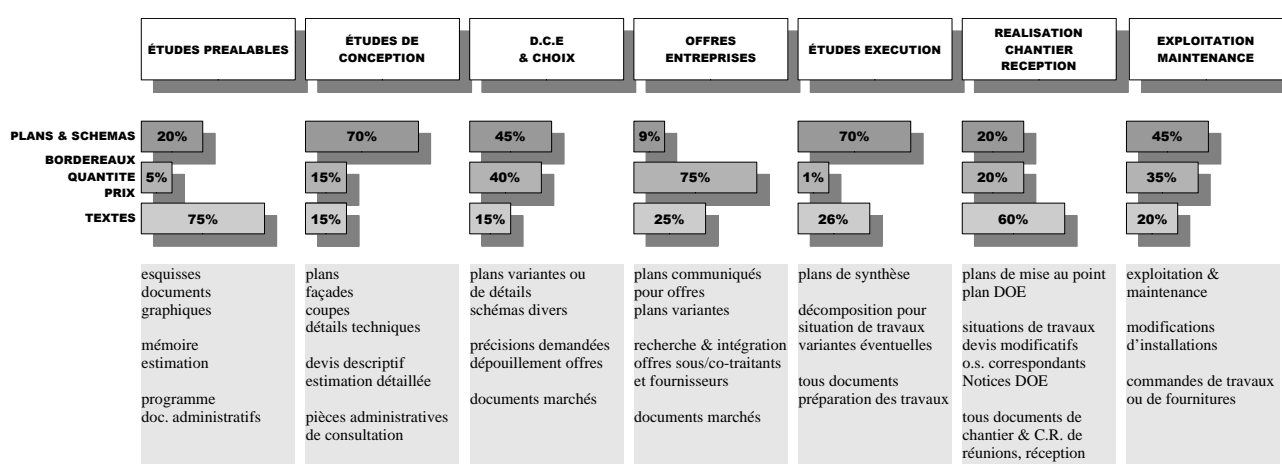 ÉTUDES PREALABLES
ÉTUDES DE
CONCEPTION
D.C.E
& CHOIX
OFFRES
ENTREPRISES
ÉTUDES EXECUTION
REALISATION
CHANTIER
RECEPTION
EXPLOITATION
MAINTENANCE
PLANS & SCHEMAS
20%
70%
45%
9%
70%
20%
45%
BORDEREAUX
QUANTITE
PRIX
5%
15%
40%
75%
1%
20%
35%
TEXTES
75%
15%
15%
25%
26%
60%
20%
esquisses
documents
graphiques
mémoire
estimation
programme
doc. administratifs
plans
façades
coupes
détails techniques
devis descriptif
estimation détaillée
pièces administratives
de consultation
plans variantes ou
de détails
schémas divers
précisions demandées
dépouillement offres
documents marchés
plans communiqués
pour offres
plans variantes
recherche & intégration
offres sous/co-traitants
et fournisseurs
documents marchés
plans de synthèse
décomposition pour
situation de travaux
variantes éventuelles
tous documents
préparation des travaux
plans de mise au point
plan DOE
situations de travaux
devis modificatifs
o.s. correspondants
Notices DOE
tous documents de
chantier & C.R. de
réunions, réception
exploitation &
maintenance
modifications
d’installations
commandes de travaux
ou de fournitures